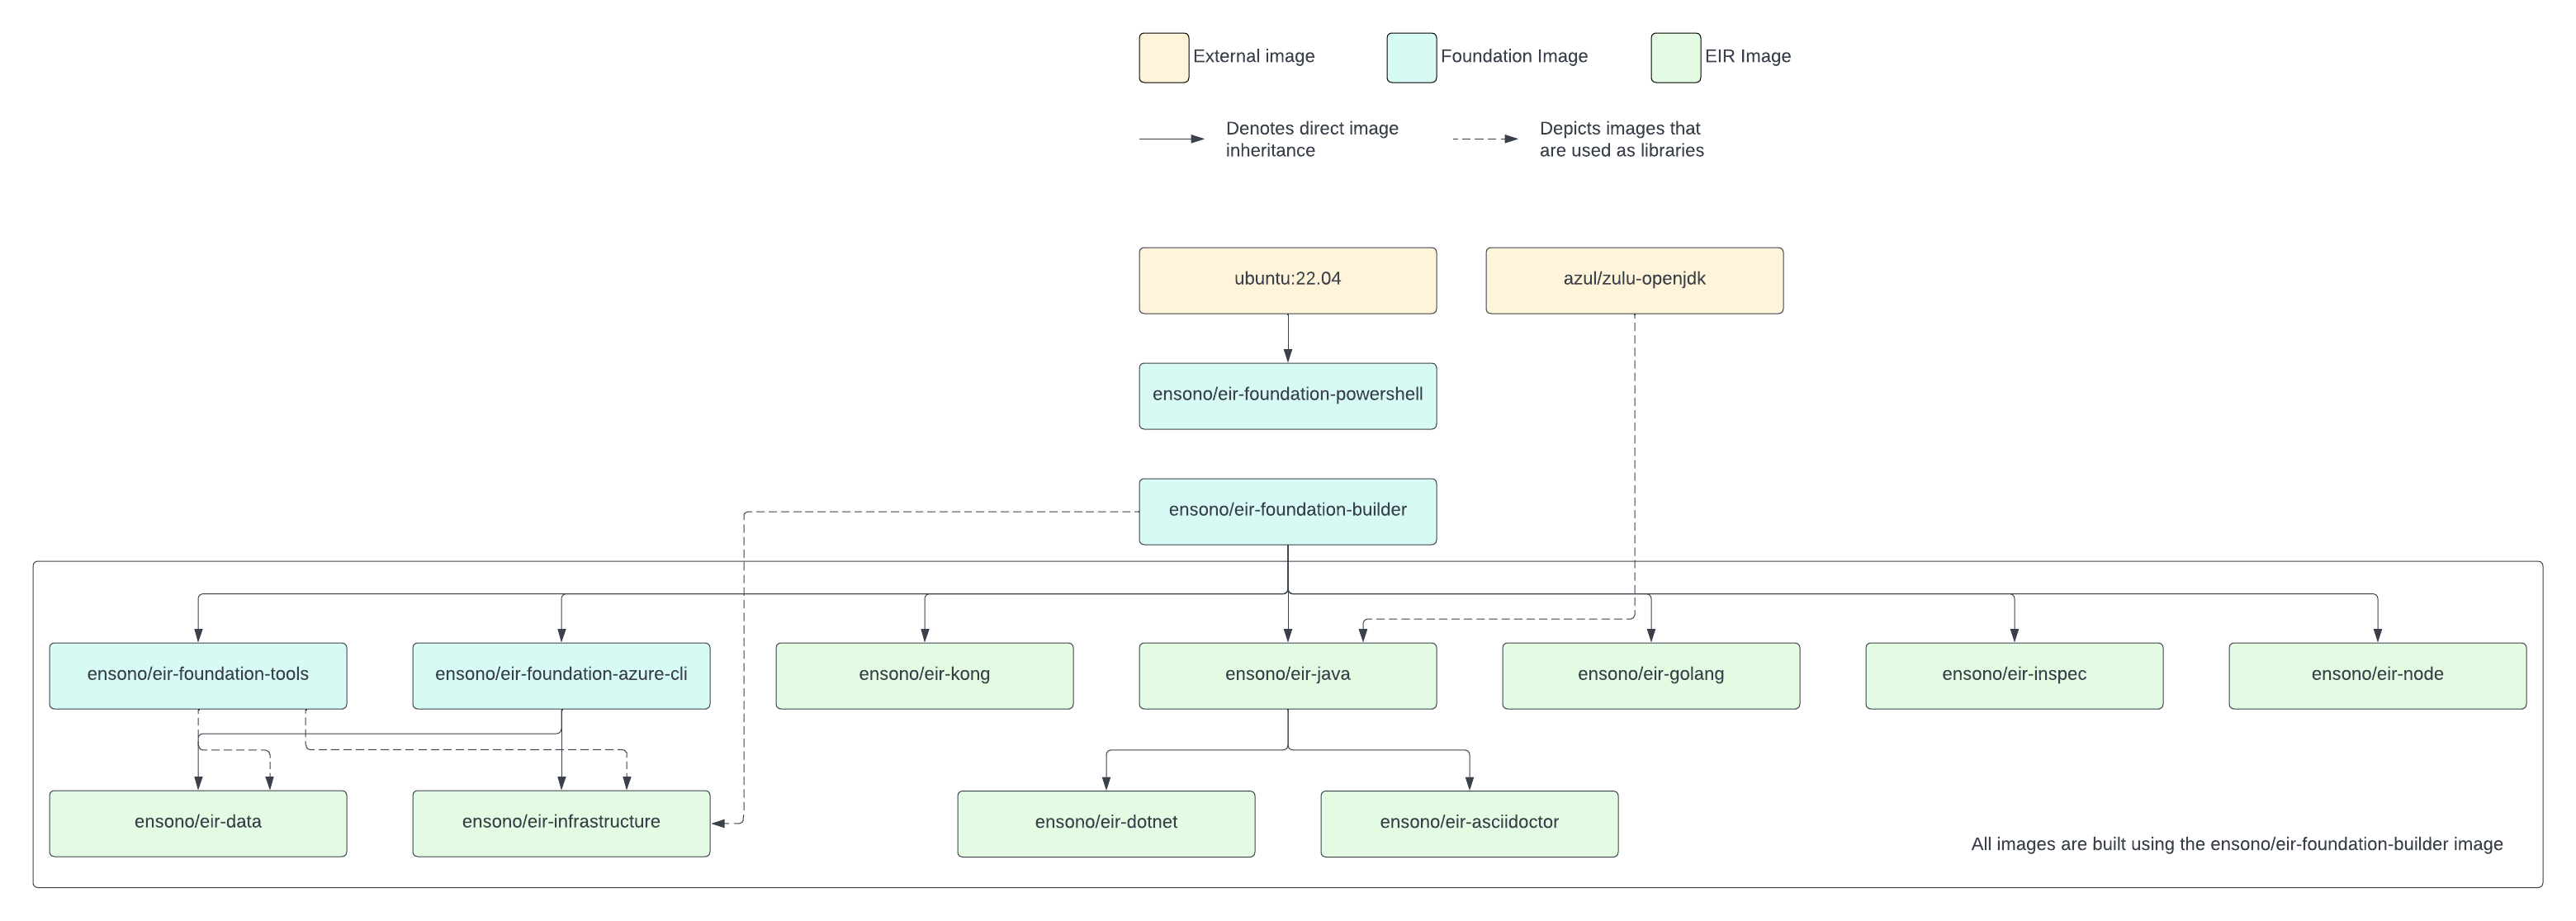 External image
Foundation Image
EIR Image
Denotes direct image
inheritance
Depicts images that
are used as libraries
ubuntu:22.04
azul/zulu-openjdk
ensono/eir-foundation-powershell
ensono/eir-foundation-builder
ensono/eir-foundation-tools
ensono/eir-foundation-azure-cli
ensono/eir-kong
ensono/eir-java
ensono/eir-golang
ensono/eir-inspec
ensono/eir-node
ensono/eir-data
ensono/eir-infrastructure
ensono/eir-dotnet
ensono/eir-asciidoctor
All images are built using the ensono/eir-foundation-builder image